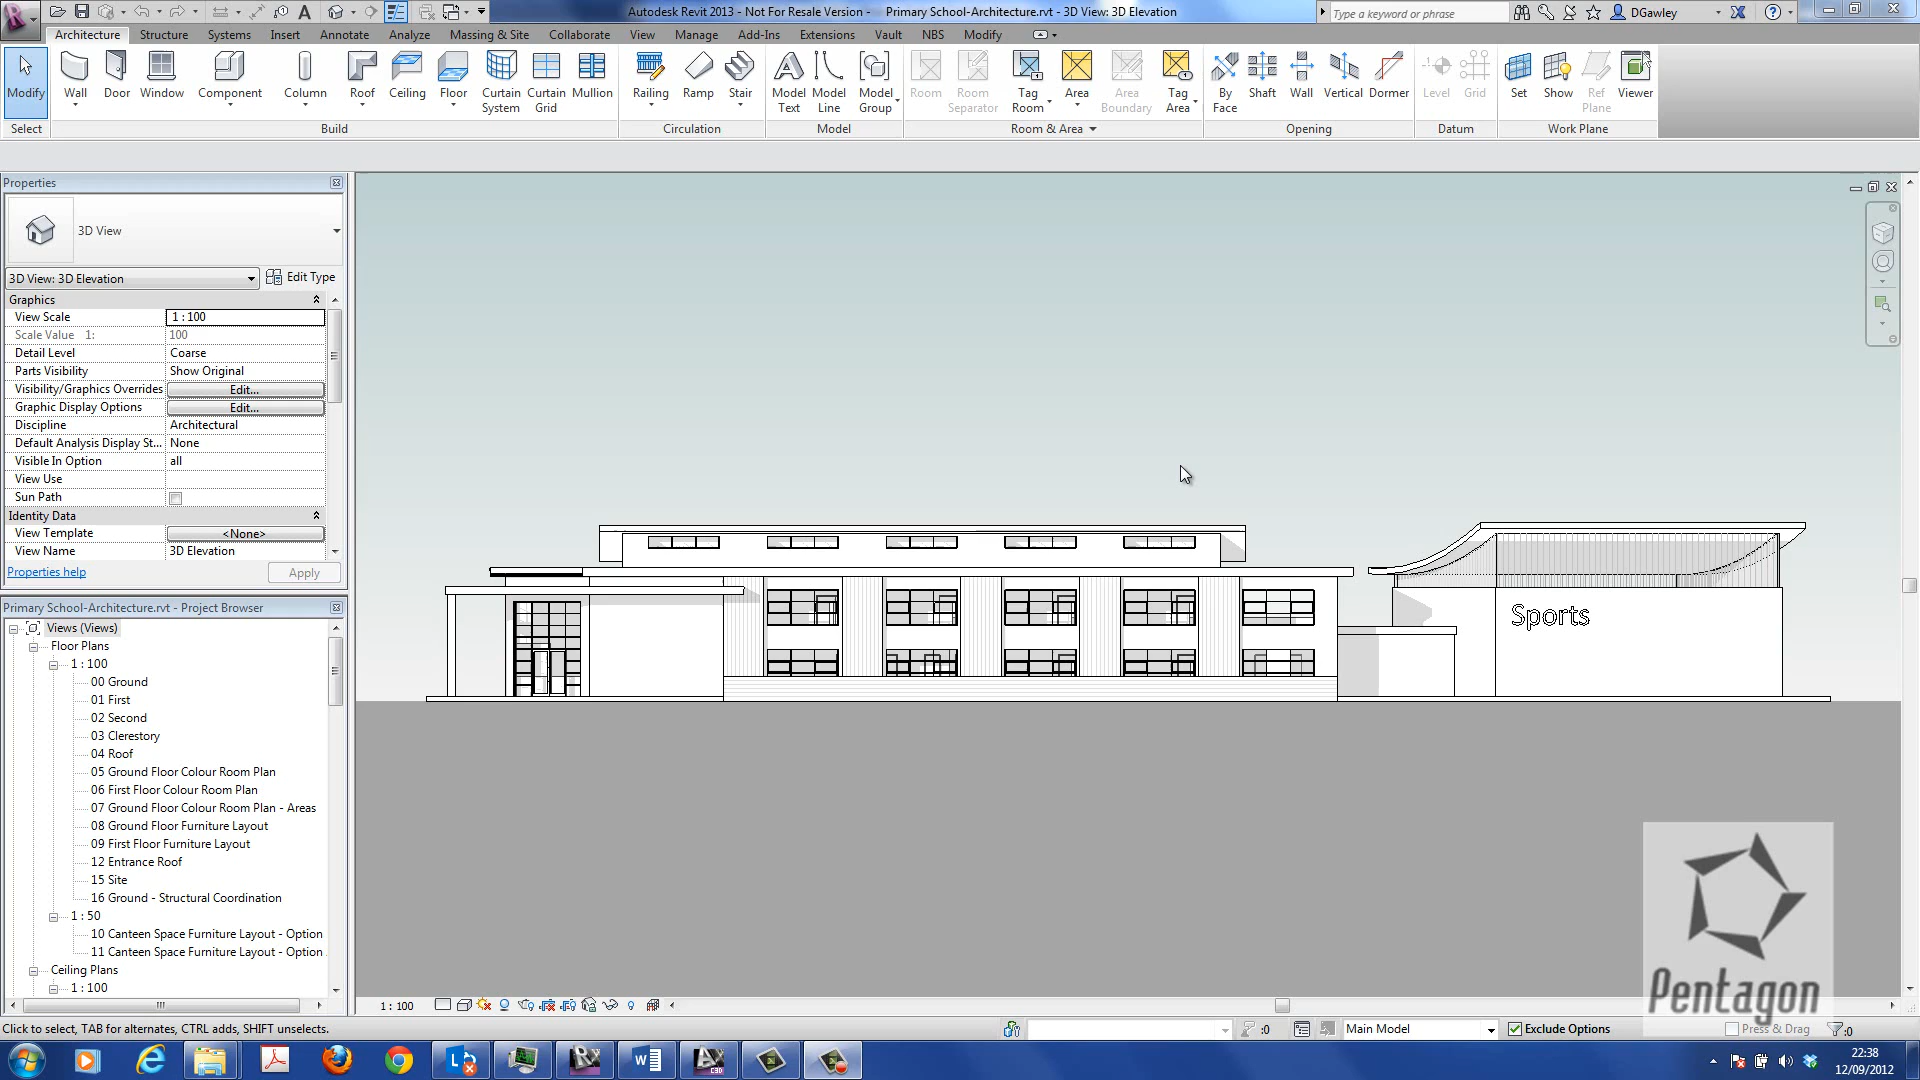 Autodesk Revit 2013 - Not For Resale Version - Primary School-Architecture.rvt - 3D View: 3D Elevation
Type a keyword or phrase
DGawley
Architecture Structure Systems Insert Annotate Analyze Massing & Site Collaborate View Manage Add-Ins Extensions Vault NBS Modify
Modify Wall Door Window Component Column Roof Ceiling Floor Curtain System Curtain Grid Mullion Railing Ramp Stair Model Text Model Line Model Group Room Room Separator Tag Room Area Area Boundary Tag Area By Face Shaft Wall Vertical Dormer Level Grid Set Show Ref Plane Viewer
Select Build Circulation Model Room & Area Opening Datum Work Plane
Properties
3D View
3D View: 3D Elevation Edit Type
Graphics
View Scale 1 : 100
Scale Value 1: 100
Detail Level Coarse
Parts Visibility Show Original
Visibility/Graphics Overrides Edit...
Graphic Display Options Edit...
Discipline Architectural
Default Analysis Display St... None
Visible In Option all
View Use
Sun Path
Identity Data
View Template <None>
View Name 3D Elevation
Properties help Apply
Primary School-Architecture.rvt - Project Browser
Views (Views)
Floor Plans
1 : 100
00 Ground
01 First
02 Second
03 Clerestory
04 Roof
05 Ground Floor Colour Room Plan
06 First Floor Colour Room Plan
07 Ground Floor Colour Room Plan - Areas
08 Ground Floor Furniture Layout
09 First Floor Furniture Layout
12 Entrance Roof
15 Site
16 Ground - Structural Coordination
1 : 50
10 Canteen Space Furniture Layout - Option
11 Canteen Space Furniture Layout - Option
Ceiling Plans
1 : 100
Sports
Pentagon
1 : 100
Click to select, TAB for alternates, CTRL adds, SHIFT unselects.
:0
Main Model
Exclude Options
Press & Drag
:0
22:38
12/09/2012